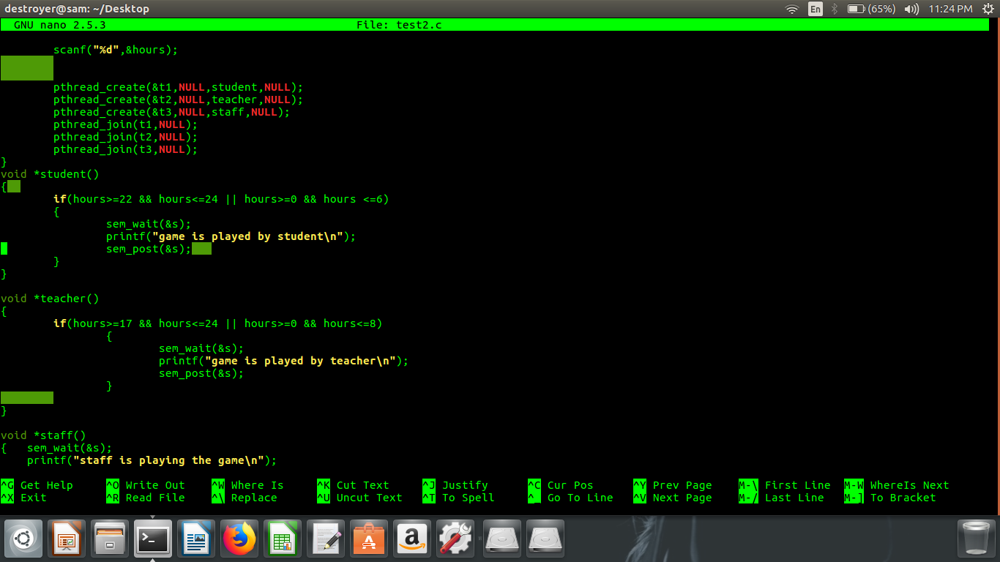 destroyer@sam: ~/Desktop En (65%) 11:24 PM
GNU nano 2.5.3 File: test2.c
scanf("%d",&hours);
pthread_create(&t1,NULL,student,NULL);
pthread_create(&t2,NULL,teacher,NULL);
pthread_create(&t3,NULL,staff,NULL);
pthread_join(t1,NULL);
pthread_join(t2,NULL);
pthread_join(t3,NULL);
}
void *student()
{
if(hours>=22 && hours<=24 || hours>=0 && hours <=6)
{
sem_wait(&s);
printf("game is played by student\n");
sem_post(&s);
}
}
void *teacher()
{
if(hours>=17 && hours<=24 || hours>=0 && hours<=8)
{
sem_wait(&s);
printf("game is played by teacher\n");
sem_post(&s);
}
}
void *staff()
{ sem_wait(&s);
printf("staff is playing the game\n");
^G Get Help ^O Write Out ^W Where Is ^K Cut Text ^J Justify ^C Cur Pos ^Y Prev Page M-\ First Line M-W WhereIs Next
^X Exit ^R Read File ^\ Replace ^U Uncut Text ^T To Spell ^_ Go To Line ^V Next Page M-/ Last Line M-] To Bracket